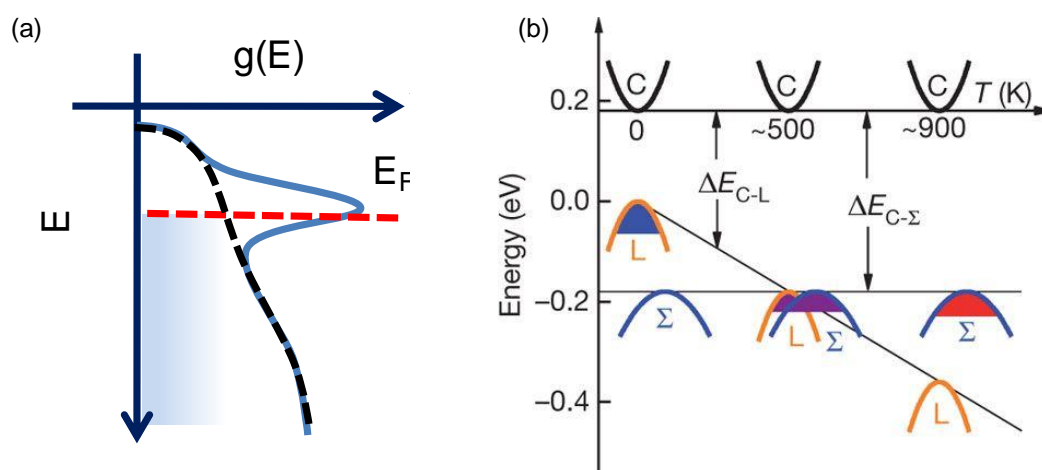 (a)
g(E)
E_F
E
(b)
C C C T (K)
0.2
0 ~500 ~900
ΔE_C-L
ΔE_C-Σ
Energy (eV)
0.0
L
−0.2
Σ L Σ Σ
−0.4
L